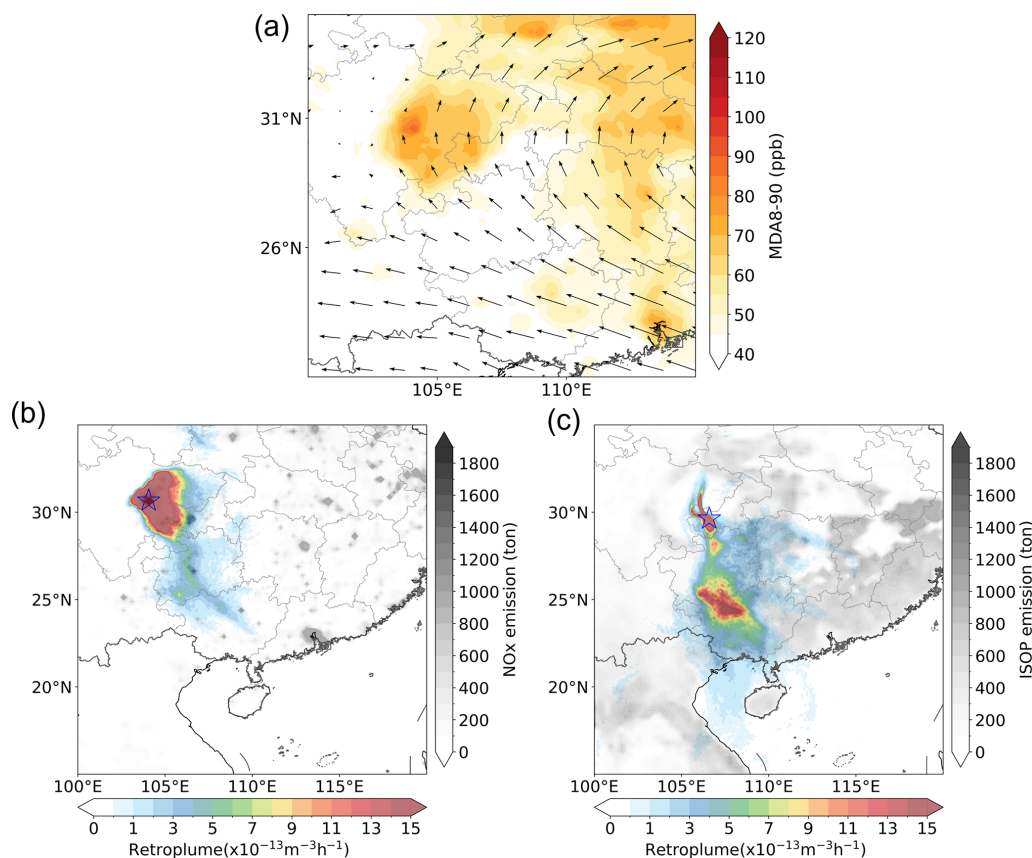 (a)
31°N
26°N
105°E
110°E
120
110
100
90
80
70
60
50
40
MDA8-90 (ppb)
(b)
30°N
25°N
20°N
100°E
105°E
110°E
115°E
1800
1600
1400
1200
1000
800
600
400
200
0
NOx emission (ton)
0 1 3 5 7 9 11 13 15
Retroplume(x10⁻¹³m⁻³h⁻¹)
(c)
30°N
25°N
20°N
100°E
105°E
110°E
115°E
1800
1600
1400
1200
1000
800
600
400
200
0
ISOP emission (ton)
0 1 3 5 7 9 11 13 15
Retroplume(x10⁻¹³m⁻³h⁻¹)